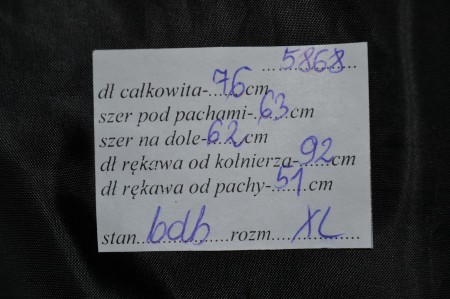 5868
dł całkowita-76cm
szer pod pachami-63cm
szer na dole-62cm
dł rękawa od kolnierza-92cm
dł rękawa od pachy-51cm
stan bdb rozm XL